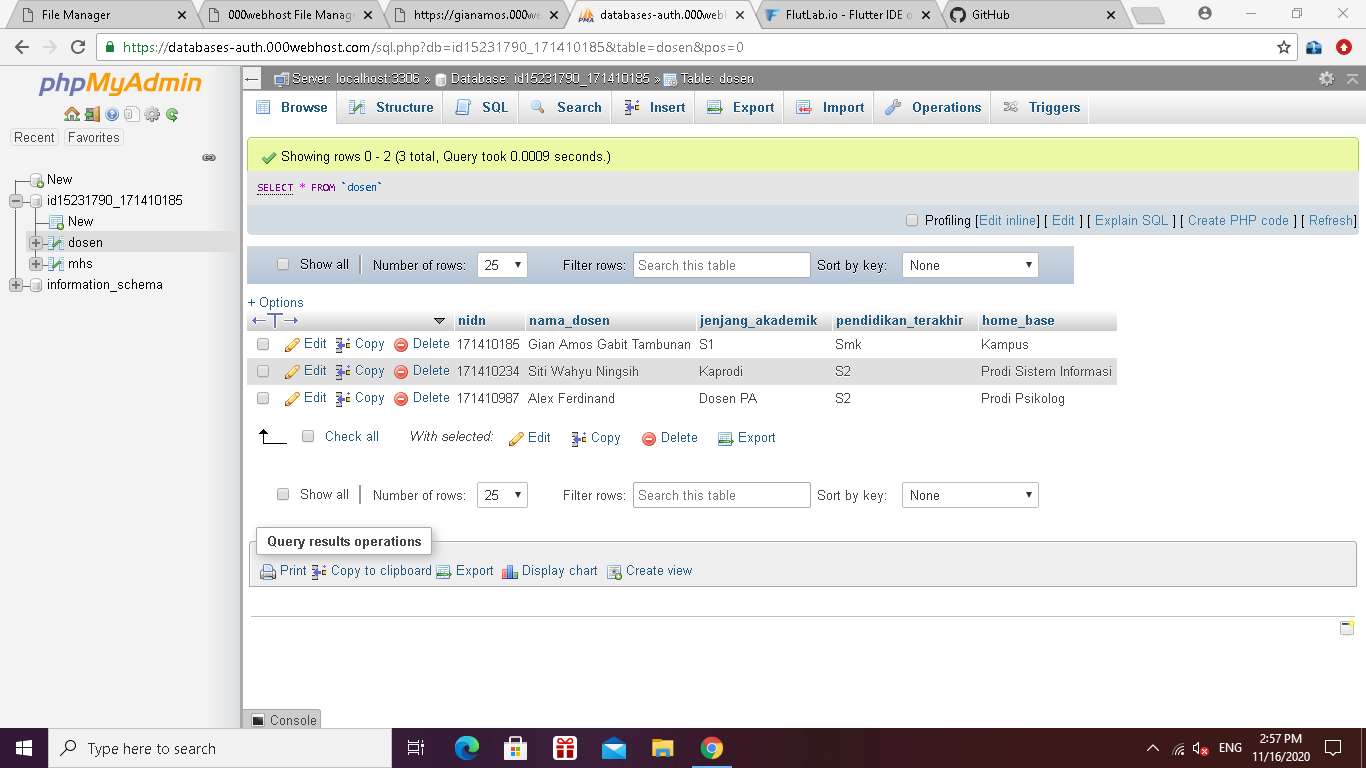 File Manager
000webhost File Manag
https://gianamos.000we
databases-auth.000web
FlutLab.io - Flutter IDE o
GitHub
https://databases-auth.000webhost.com/sql.php?db=id15231790_171410185&table=dosen&pos=0
phpMyAdmin
Recent
Favorites
New
id15231790_171410185
New
dosen
mhs
information_schema
Server: localhost:3306 » Database: id15231790_171410185 » Table: dosen
Browse Structure SQL Search Insert Export Import Operations Triggers
Showing rows 0 - 2 (3 total, Query took 0.0009 seconds.)
SELECT * FROM `dosen`
Profiling [Edit inline] [ Edit ] [ Explain SQL ] [ Create PHP code ] [ Refresh]
Show all | Number of rows: 25 Filter rows: Search this table Sort by key: None
+ Options
nidn nama_dosen jenjang_akademik pendidikan_terakhir home_base
Edit Copy Delete 171410185 Gian Amos Gabit Tambunan S1 Smk Kampus
Edit Copy Delete 171410234 Siti Wahyu Ningsih Kaprodi S2 Prodi Sistem Informasi
Edit Copy Delete 171410987 Alex Ferdinand Dosen PA S2 Prodi Psikolog
Check all With selected: Edit Copy Delete Export
Show all | Number of rows: 25 Filter rows: Search this table Sort by key: None
Query results operations
Print Copy to clipboard Export Display chart Create view
Console
Type here to search
ENG
2:57 PM
11/16/2020